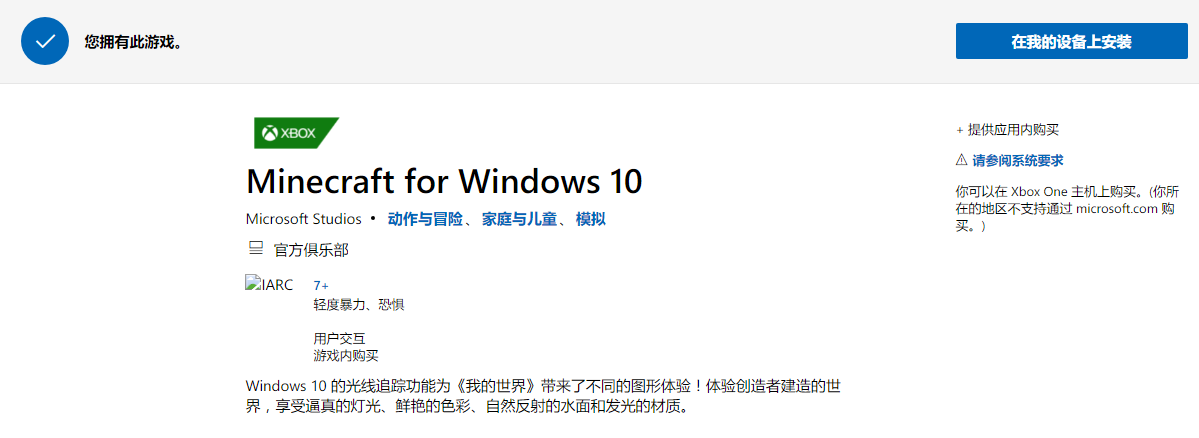 您拥有此游戏。
在我的设备上安装
XBOX
Minecraft for Windows 10
Microsoft Studios • 动作与冒险、家庭与儿童、模拟
官方俱乐部
IARC
7+
轻度暴力、恐惧
用户交互
游戏内购买
Windows 10 的光线追踪功能为《我的世界》带来了不同的图形体验！体验创造者建造的世
界，享受逼真的灯光、鲜艳的色彩、自然反射的水面和发光的材质。
+ 提供应用内购买
请参阅系统要求
你可以在 Xbox One 主机上购买。(你所
在的地区不支持通过 microsoft.com 购
买。)